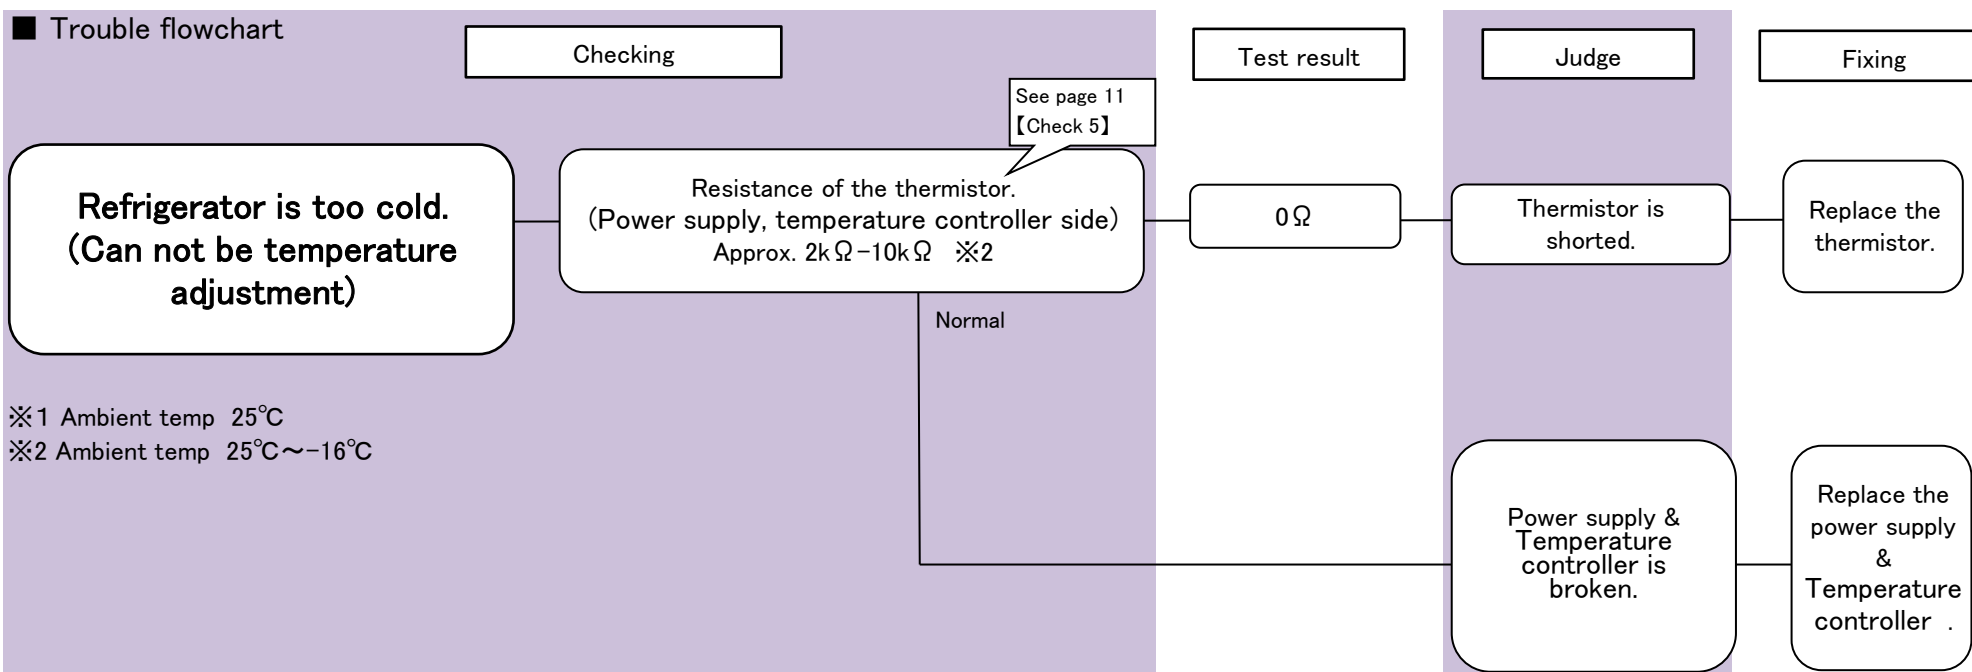 ■ Trouble flowchart
Checking
Test result
Judge
Fixing
See page 11
【Check 5】
Refrigerator is too cold.
(Can not be temperature
adjustment)
Resistance of the thermistor.
(Power supply, temperature controller side)
Approx. 2kΩ-10kΩ ※2
0Ω
Thermistor is
shorted.
Replace the
thermistor.
Normal
※1 Ambient temp 25℃
※2 Ambient temp 25℃～-16℃
Power supply &
Temperature
controller is
broken.
Replace the
power supply
&
Temperature
controller .